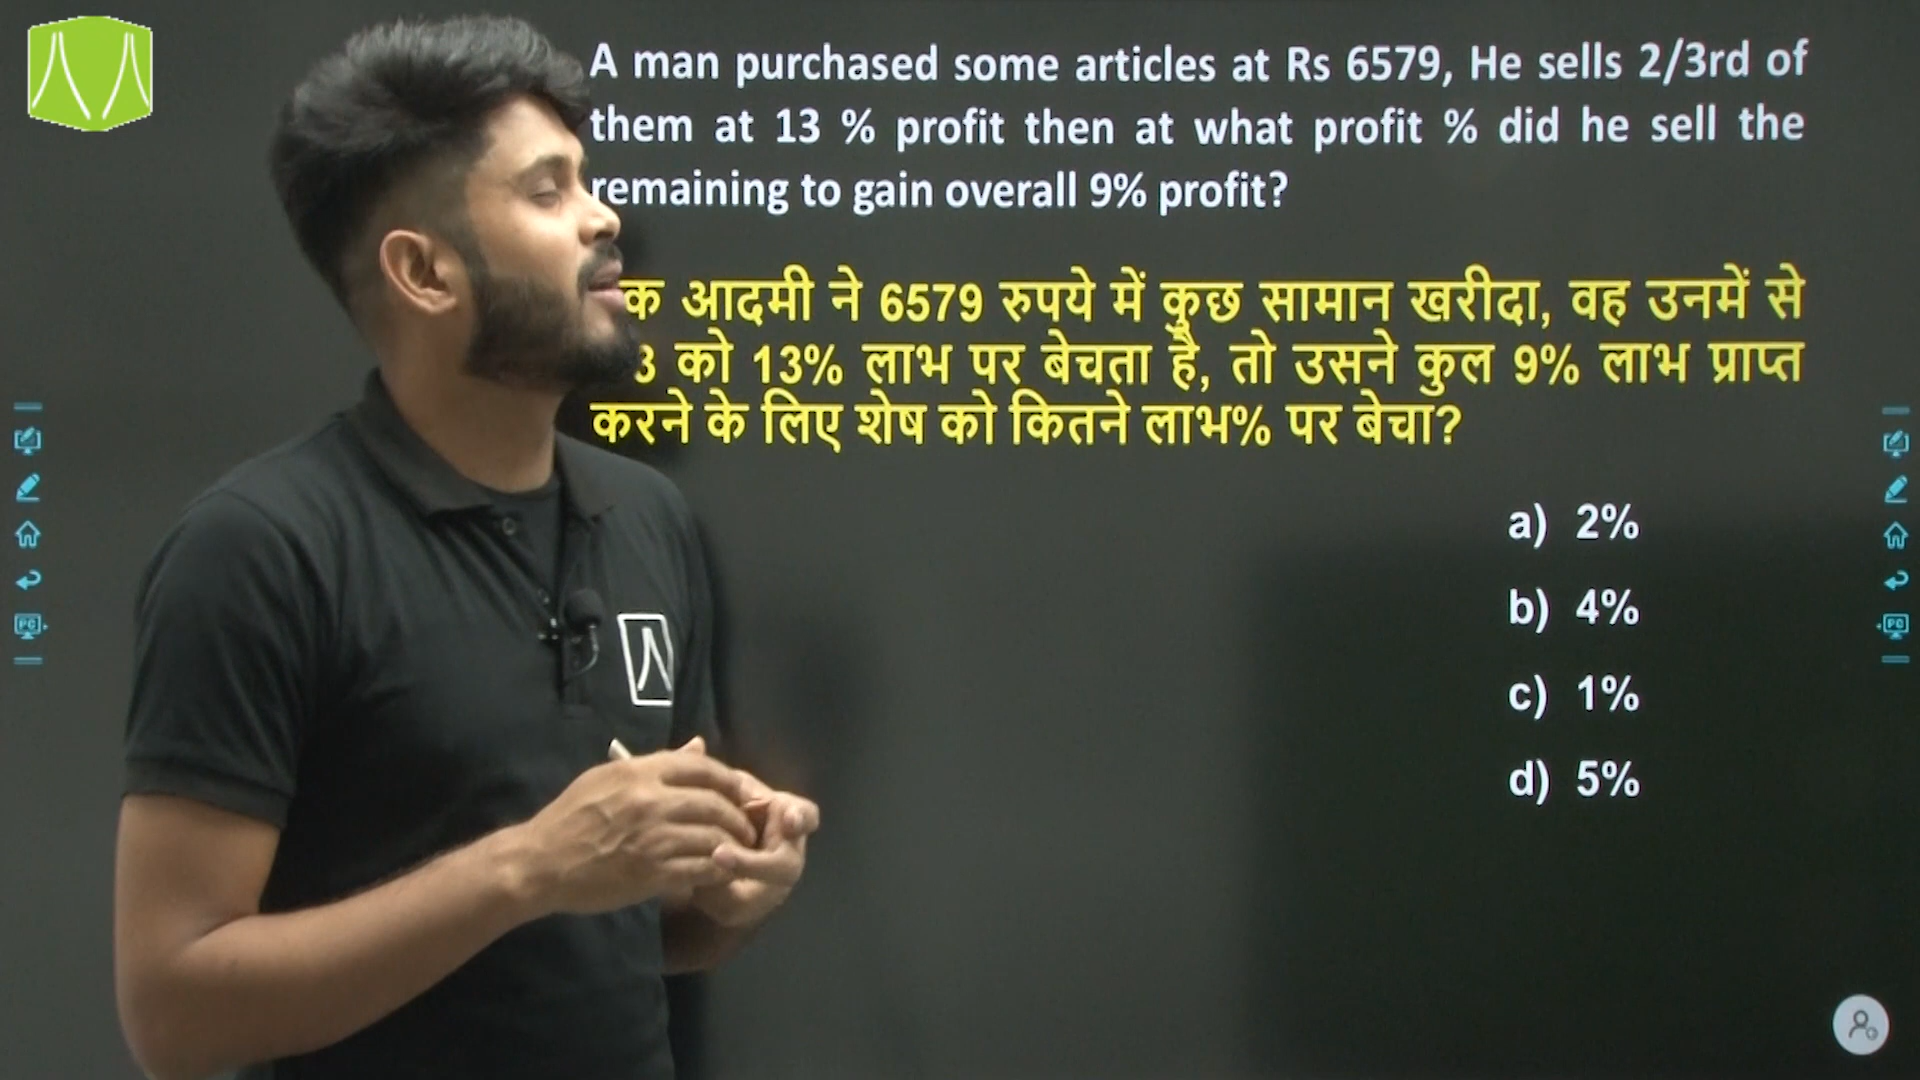 A man purchased some articles at Rs 6579, He sells 2/3rd of
them at 13 % profit then at what profit % did he sell the
remaining to gain overall 9% profit?
आदमी ने 6579 रुपये में कुछ सामान खरीदा, वह उनमें से
3 को 13% लाभ पर बेचता है, तो उसने कुल 9% लाभ प्राप्त
करने के लिए शेष को कितने लाभ% पर बेचा?
a) 2%
b) 4%
c) 1%
d) 5%
PC
PC